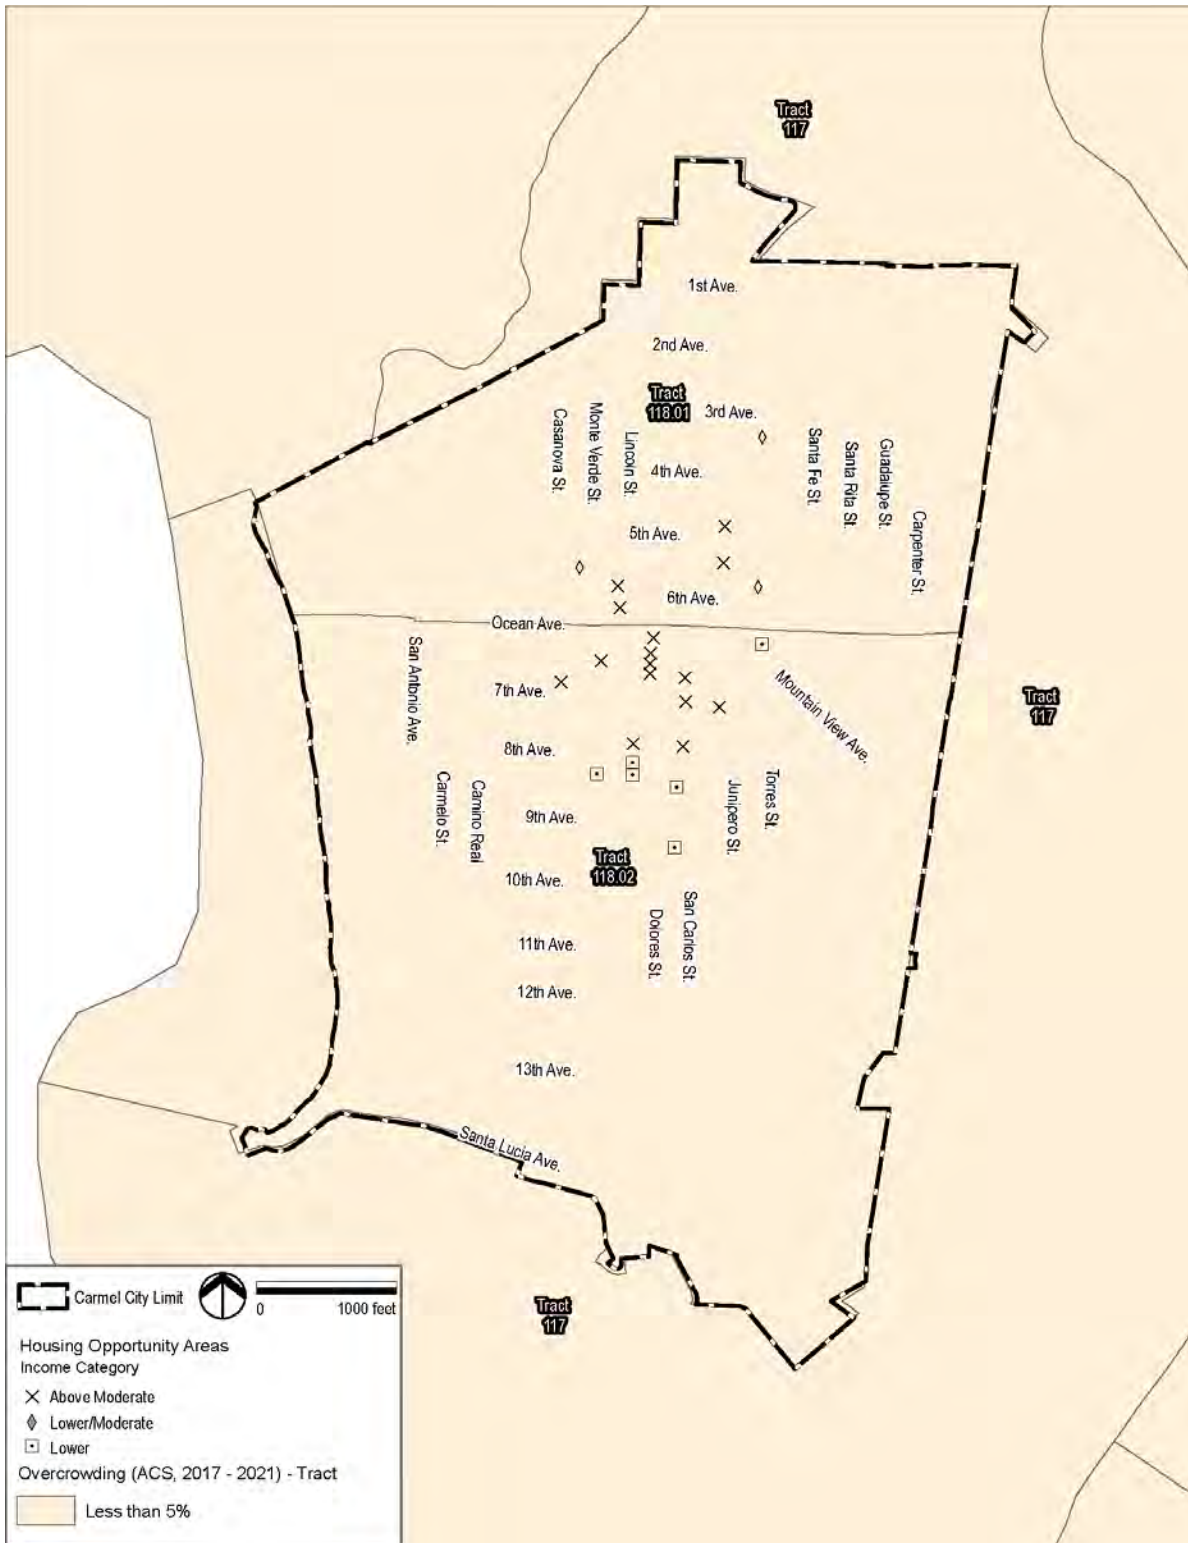 Tract
117
1st Ave.
2nd Ave.
Tract
118.01
3rd Ave.
Casanova St.
Monte Verde St.
Lincoln St.
4th Ave.
Santa Fe St.
Santa Rita St.
Guadalupe St.
Carpenter St.
5th Ave.
6th Ave.
Ocean Ave.
San Antonio Ave.
7th Ave.
Mountain View Ave.
Tract
117
8th Ave.
Carmelo St.
Camino Real
Junipero St.
Torres St.
9th Ave.
Tract
118.02
10th Ave.
Dolores St.
San Carlos St.
11th Ave.
12th Ave.
13th Ave.
Santa Lucia Ave.
Tract
117
Carmel City Limit
0 1000 feet
Housing Opportunity Areas
Income Category
Above Moderate
Lower/Moderate
Lower
Overcrowding (ACS, 2017 - 2021) - Tract
Less than 5%